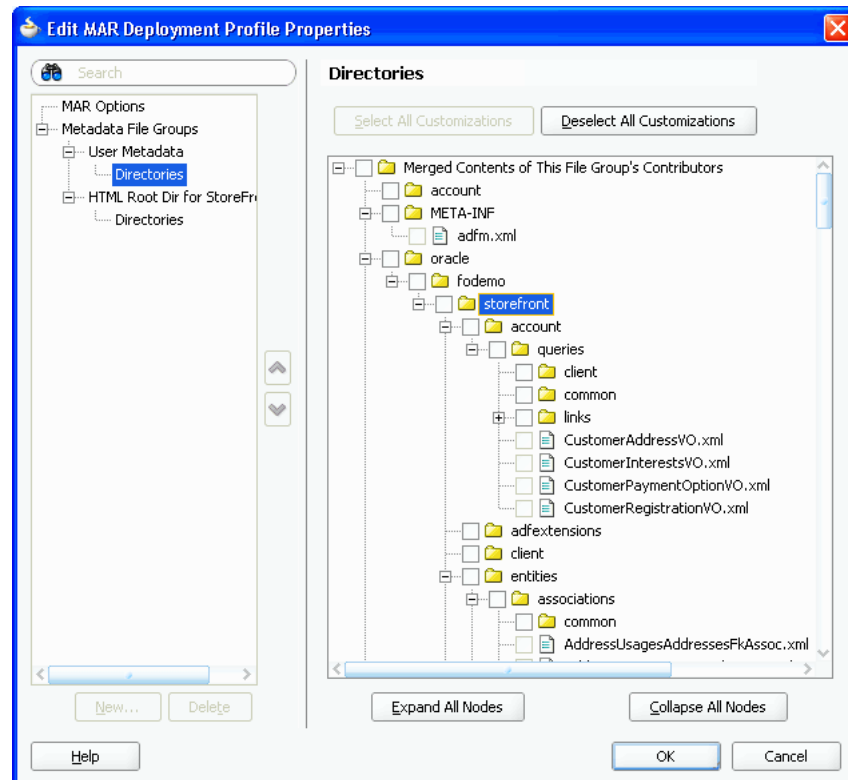 Edit MAR Deployment Profile Properties
Search
MAR Options
Metadata File Groups
User Metadata
Directories
HTML Root Dir for StoreFr
Directories
New...
Delete
Directories
Select All Customizations
Deselect All Customizations
Merged Contents of This File Group's Contributors
account
META-INF
adfm.xml
oracle
fodemo
storefront
account
queries
client
common
links
CustomerAddressVO.xml
CustomerInterestsVO.xml
CustomerPaymentOptionVO.xml
CustomerRegistrationVO.xml
adfextensions
client
entities
associations
common
AddressUsagesAddressesFkAssoc.xml
Expand All Nodes
Collapse All Nodes
Help
OK
Cancel